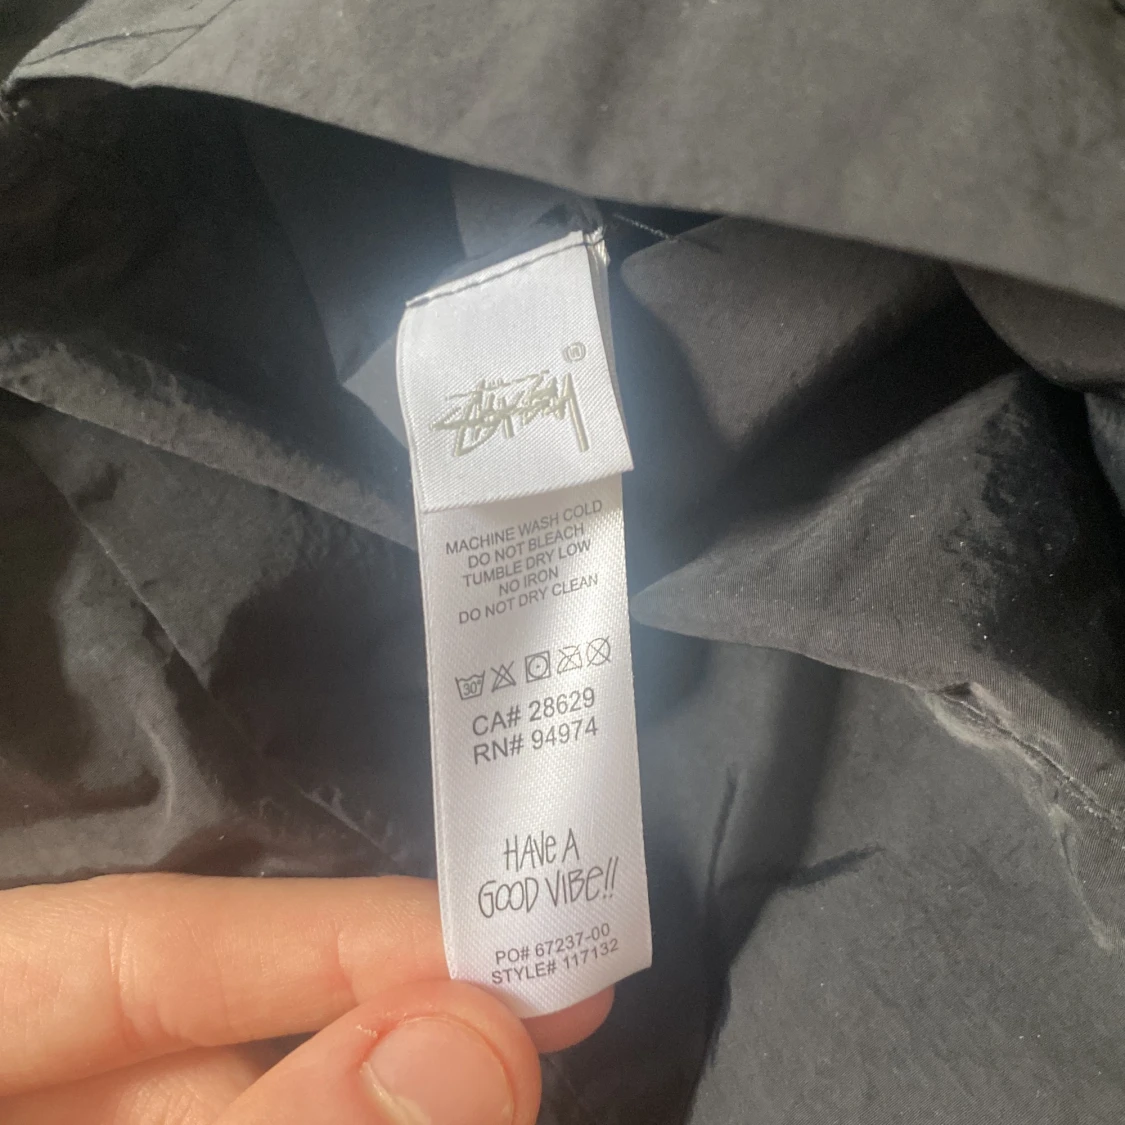 STÜSSY ®
MACHINE WASH COLD
DO NOT BLEACH
TUMBLE DRY LOW
NO IRON
DO NOT DRY CLEAN
30°
CA# 28629
RN# 94974
HAVe A
GOOD VIBe!!
PO# 67237-00
STYLE# 117132